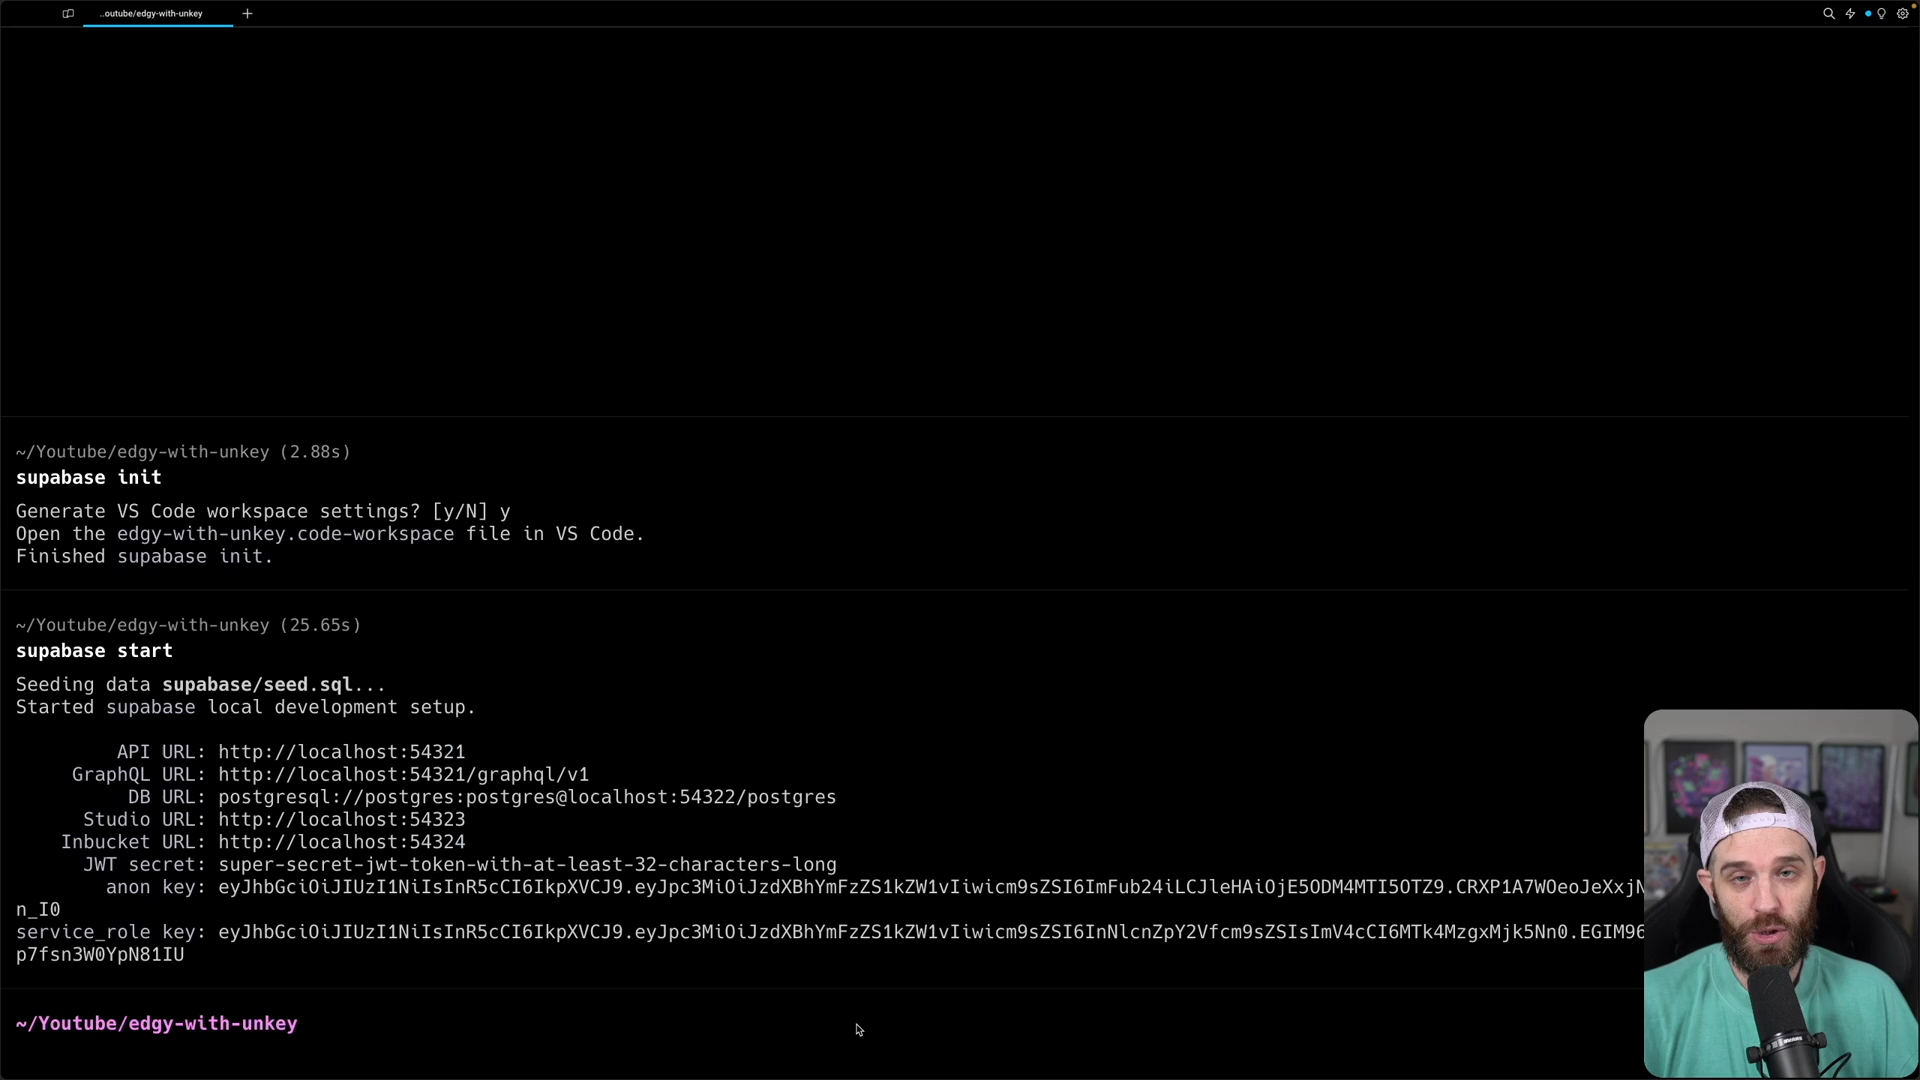 ..outube/edgy-with-unkey
~/Youtube/edgy-with-unkey (2.88s)
supabase init
Generate VS Code workspace settings? [y/N] y
Open the edgy-with-unkey.code-workspace file in VS Code.
Finished supabase init.
~/Youtube/edgy-with-unkey (25.65s)
supabase start
Seeding data supabase/seed.sql...
Started supabase local development setup.
API URL: http://localhost:54321
GraphQL URL: http://localhost:54321/graphql/v1
DB URL: postgresql://postgres:postgres@localhost:54322/postgres
Studio URL: http://localhost:54323
Inbucket URL: http://localhost:54324
JWT secret: super-secret-jwt-token-with-at-least-32-characters-long
anon key: eyJhbGciOiJIUzI1NiIsInR5cCI6IkpXVCJ9.eyJpc3MiOiJzdXBhYmFzZS1kZW1vIiwicm9sZSI6ImFub24iLCJleHAiOjE5ODM4MTI5OTZ9.CRXP1A7WOeoJeXxjN
n_I0
service_role key: eyJhbGciOiJIUzI1NiIsInR5cCI6IkpXVCJ9.eyJpc3MiOiJzdXBhYmFzZS1kZW1vIiwicm9sZSI6InNlcnZpY2Vfcm9sZSIsImV4cCI6MTk4MzgxMjk5Nn0.EGIM96
p7fsn3W0YpN81IU
~/Youtube/edgy-with-unkey